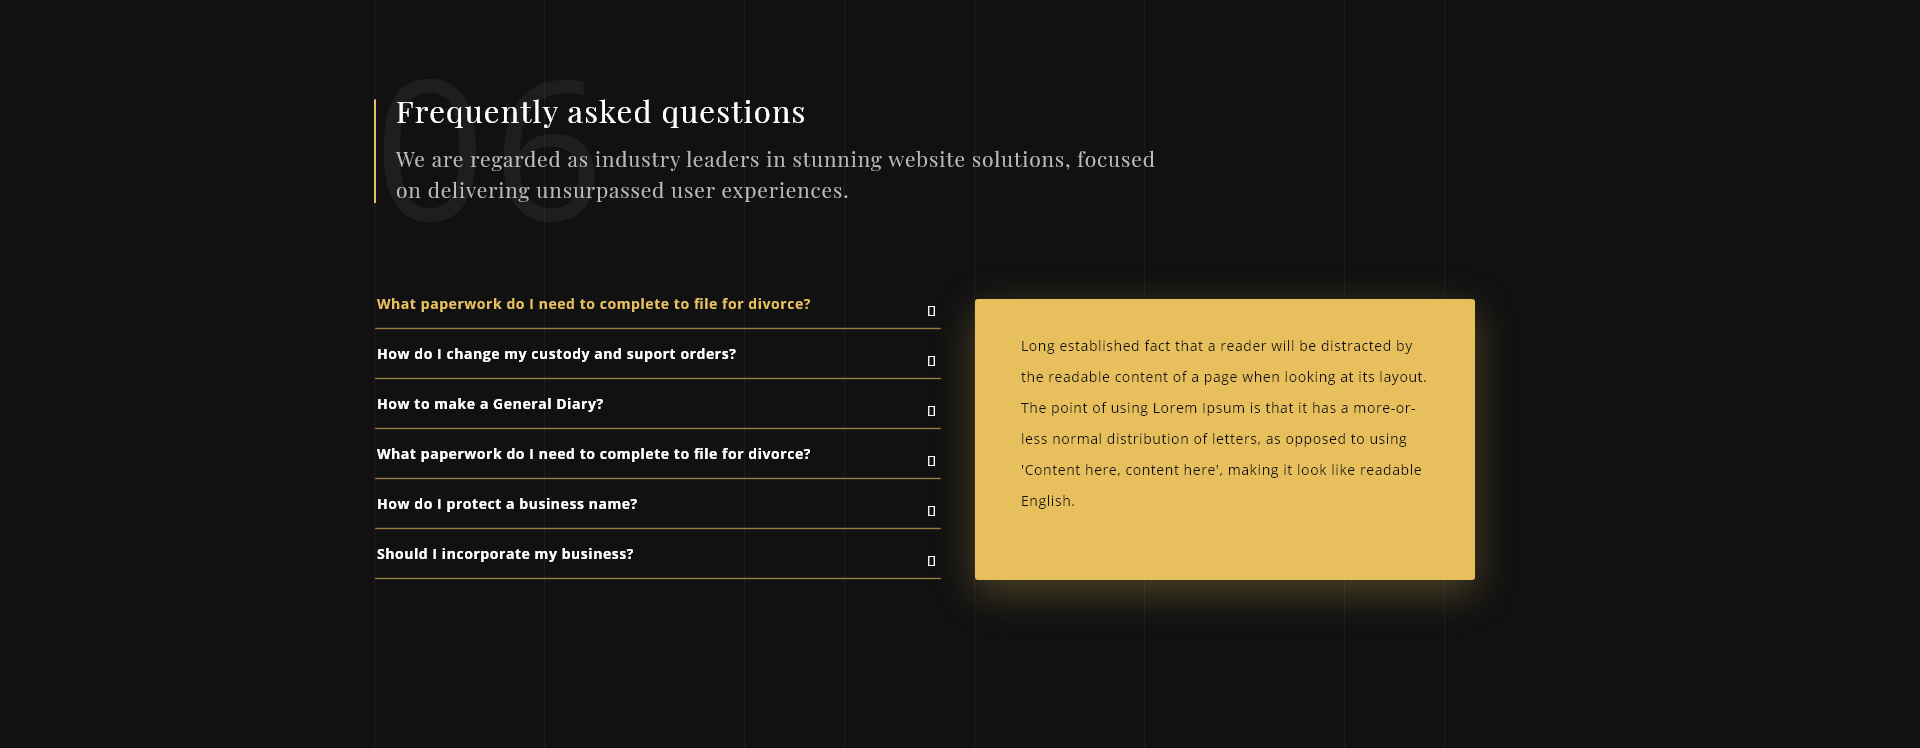 06
Frequently asked questions
We are regarded as industry leaders in stunning website solutions, focused
on delivering unsurpassed user experiences.
What paperwork do I need to complete to file for divorce?
How do I change my custody and suport orders?
How to make a General Diary?
What paperwork do I need to complete to file for divorce?
How do I protect a business name?
Should I incorporate my business?
Long established fact that a reader will be distracted by
the readable content of a page when looking at its layout.
The point of using Lorem Ipsum is that it has a more-or-
less normal distribution of letters, as opposed to using
'Content here, content here', making it look like readable
English.